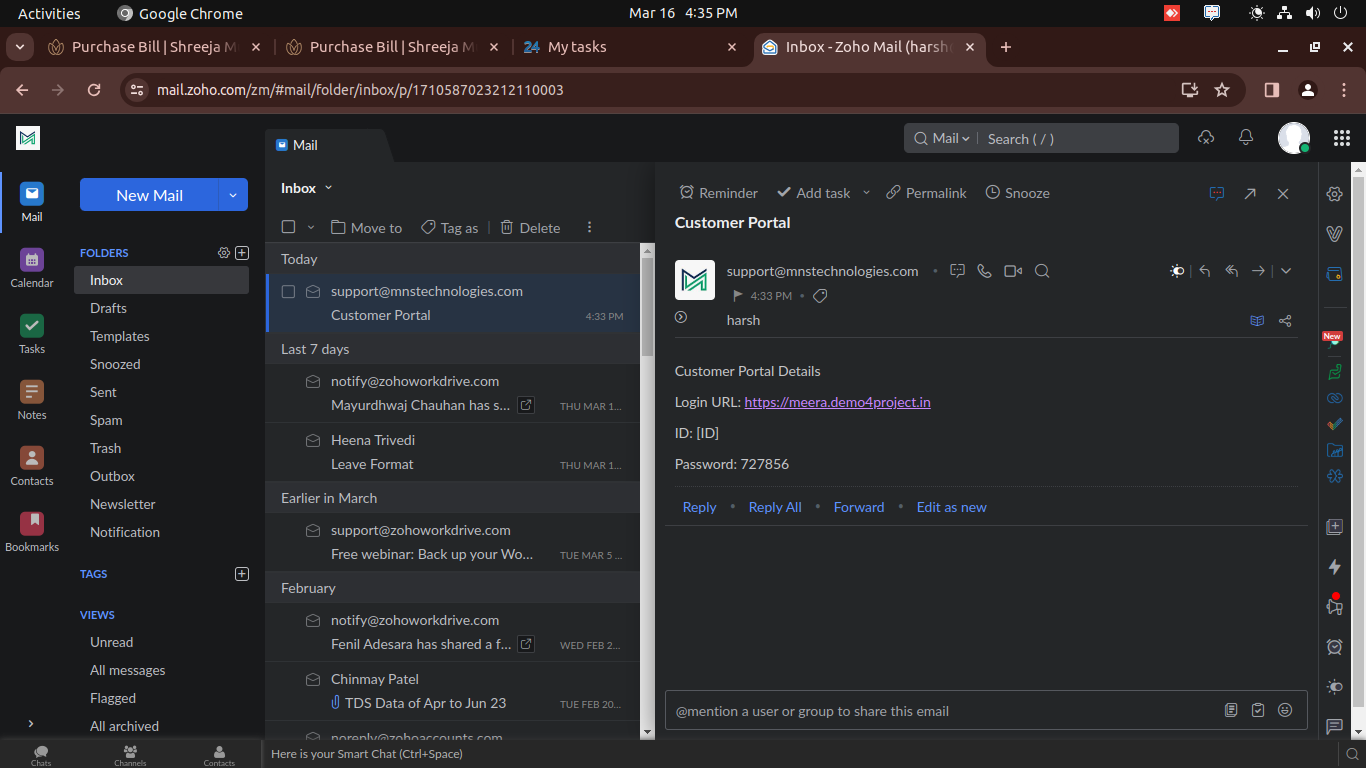 Activities
Google Chrome
Mar 16 4:35 PM
Purchase Bill | Shreeja M
Purchase Bill | Shreeja M
24 My tasks
Inbox - Zoho Mail (harsh
mail.zoho.com/zm/#mail/folder/inbox/p/1710587023212110003
Mail
Mail
Search ( / )
Mail
Calendar
Tasks
Notes
Contacts
Bookmarks
New Mail
FOLDERS
Inbox
Drafts
Templates
Snoozed
Sent
Spam
Trash
Outbox
Newsletter
Notification
TAGS
VIEWS
Unread
All messages
Flagged
All archived
Inbox
Move to
Tag as
Delete
Today
support@mnstechnologies.com
Customer Portal 4:33 PM
Last 7 days
notify@zohoworkdrive.com
Mayurdhwaj Chauhan has s... THU MAR 1...
Heena Trivedi
Leave Format THU MAR 1...
Earlier in March
support@zohoworkdrive.com
Free webinar: Back up your Wo... TUE MAR 5 ...
February
notify@zohoworkdrive.com
Fenil Adesara has shared a f... WED FEB 2...
Chinmay Patel
TDS Data of Apr to Jun 23 TUE FEB 20...
noreply@zohoaccounts.com
Reminder
Add task
Permalink
Snooze
Customer Portal
support@mnstechnologies.com
4:33 PM
harsh
Customer Portal Details
Login URL: https://meera.demo4project.in
ID: [ID]
Password: 727856
Reply • Reply All • Forward • Edit as new
@mention a user or group to share this email
New
Chats
Channels
Contacts
Here is your Smart Chat (Ctrl+Space)